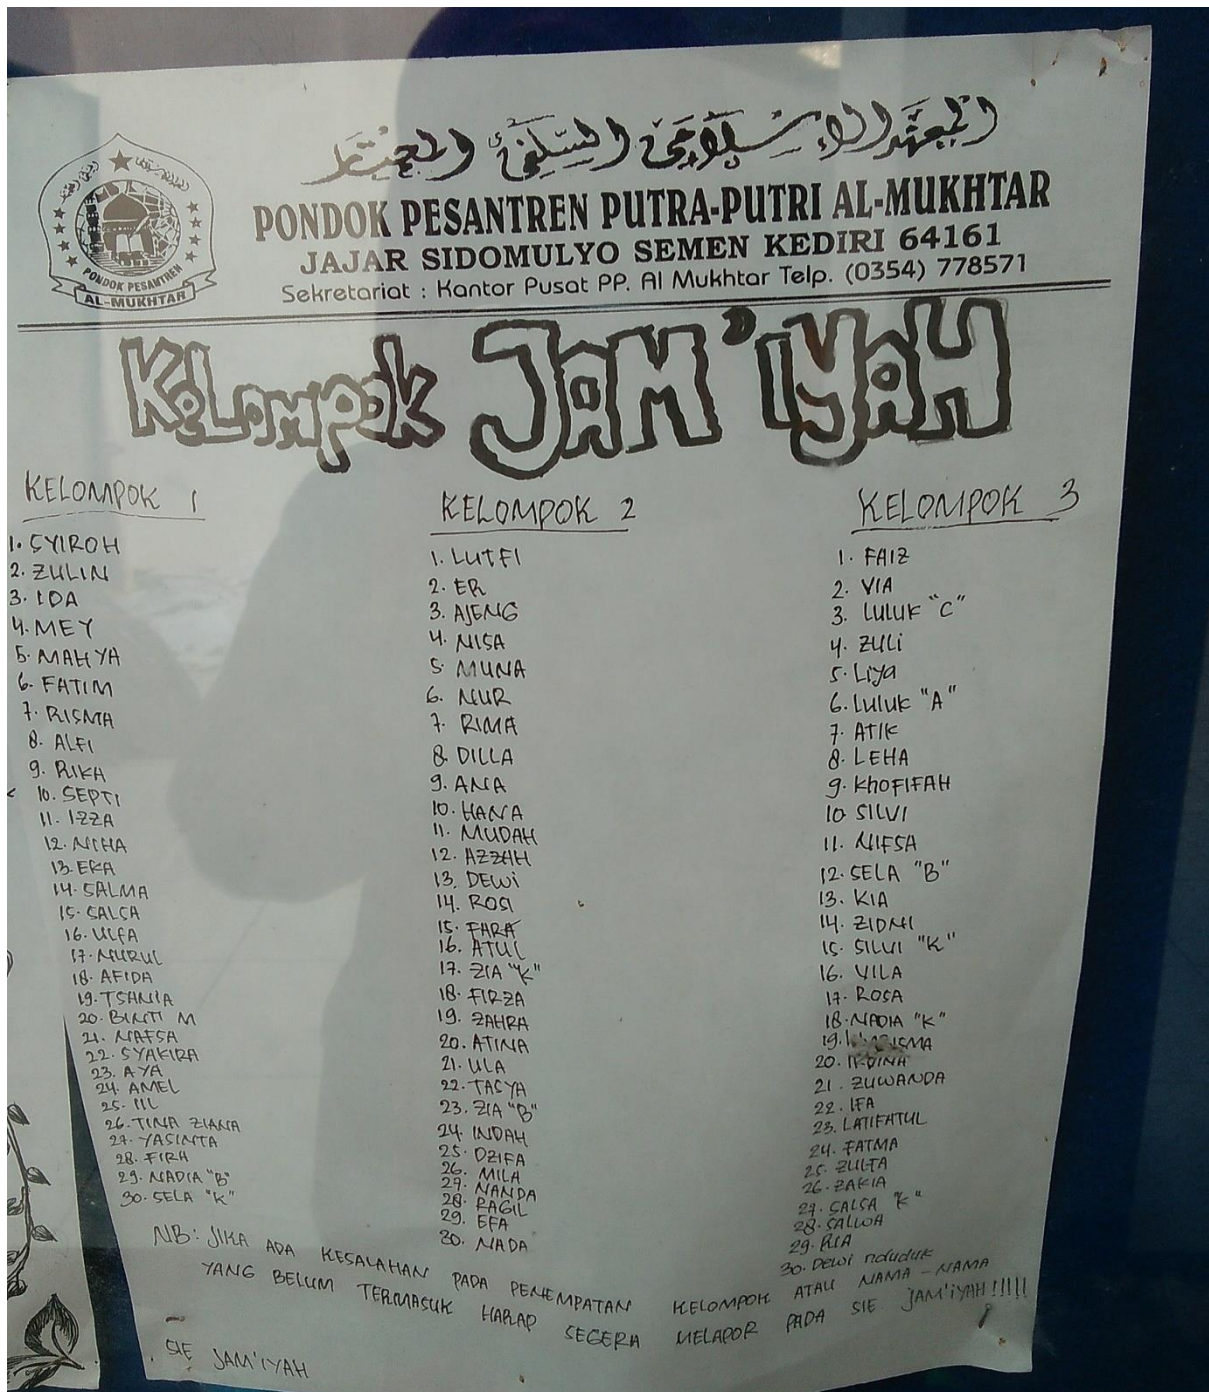 المعهد الإسلامي السلفي المختار
PONDOK PESANTREN PUTRA-PUTRI AL-MUKHTAR
JAJAR SIDOMULYO SEMEN KEDIRI 64161
Sekretariat : Kantor Pusat PP. Al Mukhtar Telp. (0354) 778571
PONDOK PESANTREN
AL-MUKHTAR
KELOMPOK JAM'IYAH
KELOMPOK 1
1. SYIROH
2. ZULIN
3. IDA
4. MEY
5. MAHYA
6. FATIM
7. RISMA
8. ALFI
9. RIKA
10. SEPTI
11. IZZA
12. NIHA
13. EKA
14. SALMA
15. SALSA
16. ULFA
17. NURUL
18. AFIDA
19. TSANIA
20. BINTI M
21. NAFSA
22. SYAKIRA
23. AYA
24. AMEL
25. IIL
26. TINA ZIANA
27. YASINTA
28. FIRH
29. NADIA "B"
30. SELA "K"
KELOMPOK 2
1. LUTFI
2. ER
3. AJENG
4. NISA
5. MUNA
6. NUR
7. RIMA
8. DILLA
9. ANA
10. HANA
11. MUDAH
12. AZZAH
13. DEWI
14. ROSI
15. FARA
16. ATUL
17. ZIA "K"
18. FIRZA
19. ZAHRA
20. ATINA
21. ULA
22. TASYA
23. ZIA "B"
24. INDAH
25. DZIFA
26. MILA
27. NANDA
28. RAGIL
29. EFA
30. NADA
KELOMPOK 3
1. FAIZ
2. VIA
3. LULUK "C"
4. ZULI
5. Liya
6. LULUK "A"
7. ATIK
8. LEHA
9. KHOFIFAH
10 SILVI
11. NIFSA
12. SELA "B"
13. KIA
14. ZIDNI
15. SILVI "K"
16. VILA
17. ROSA
18. NADIA "K"
19.
20. IKDINA
21. ZUWANDA
22. IFA
23. LATIFATUL
24. FATMA
25. ZULTA
26. ZAKIA
27. SALSA "K"
28. SALWA
29. RIA
30. Dewi nduduk
NB: JIKA ADA KESALAHAN PADA PENEMPATAN KELOMPOK ATAU NAMA-NAMA
YANG BELUM TERMASUK HARAP SEGERA MELAPOR PADA SIE JAM'IYAH!!!!!
SIE JAM'IYAH